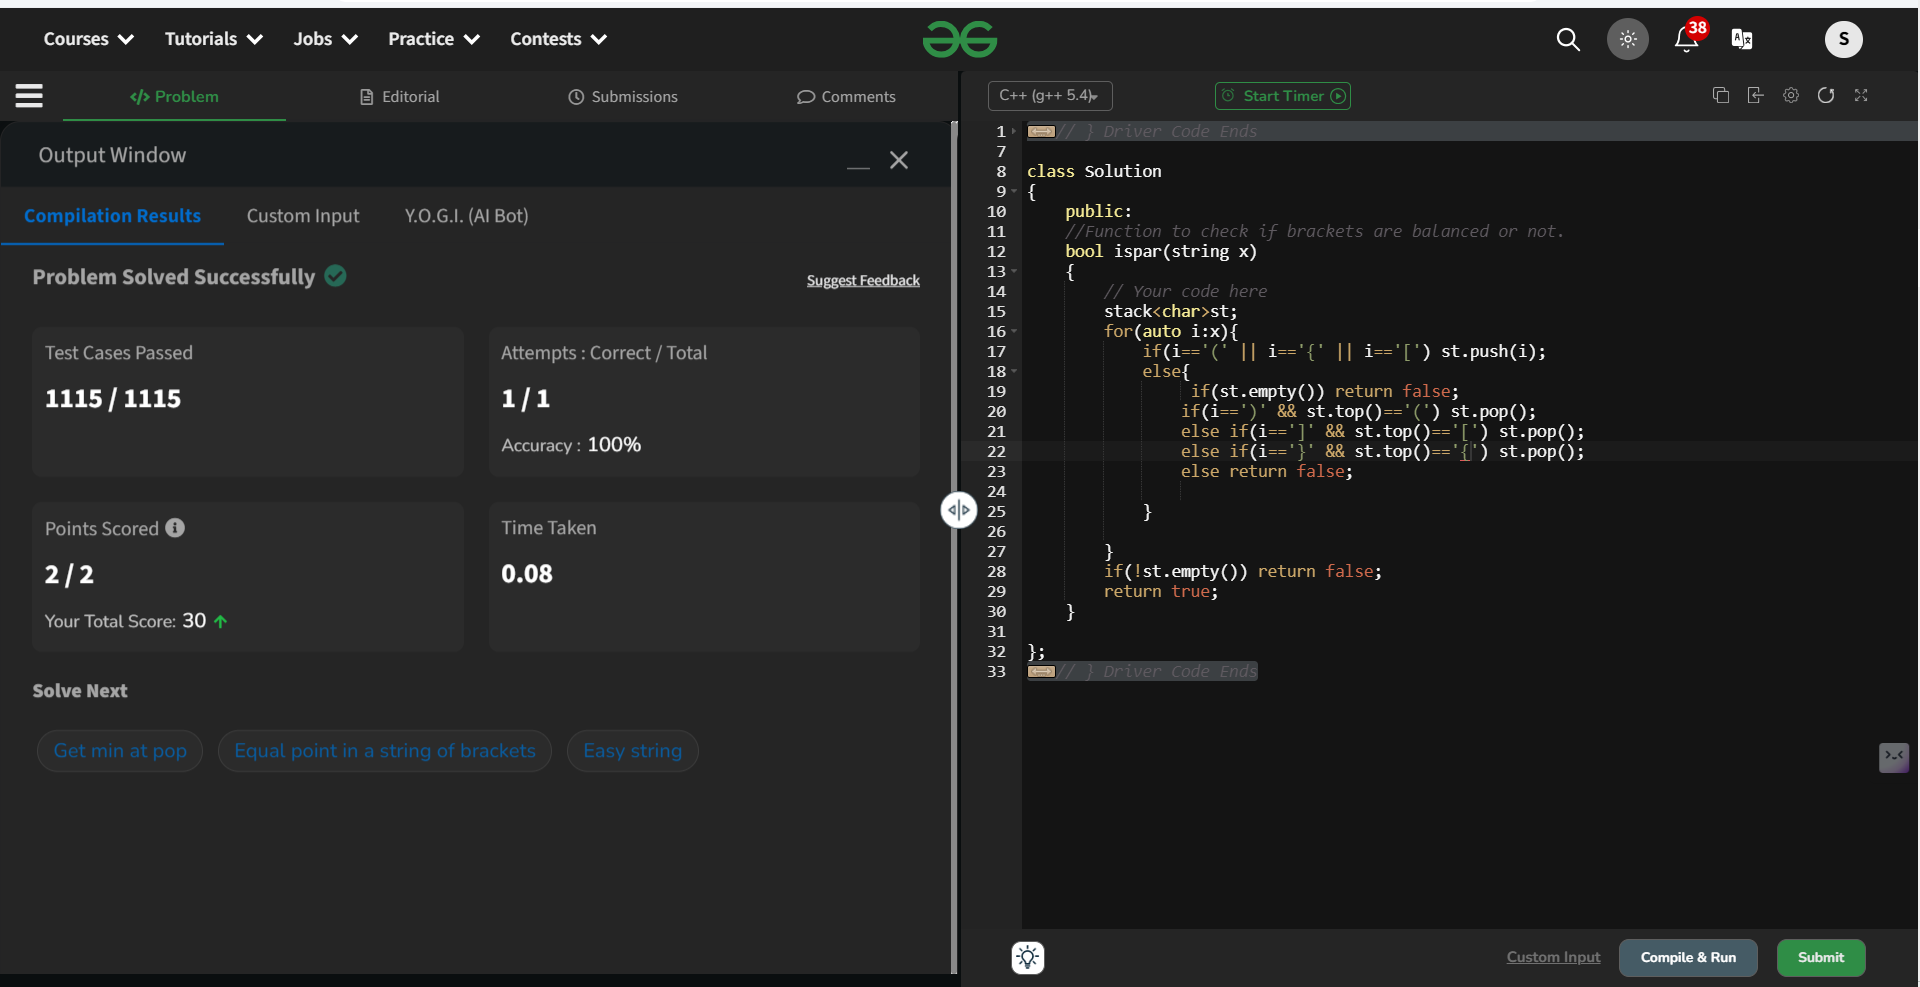 Courses Tutorials Jobs Practice Contests 38 S
Problem Editorial Submissions Comments
Output Window
Compilation Results Custom Input Y.O.G.I. (AI Bot)
Problem Solved Successfully
Suggest Feedback
Test Cases Passed
1115 / 1115
Attempts : Correct / Total
1 / 1
Accuracy : 100%
Points Scored
2 / 2
Your Total Score: 30
Time Taken
0.08
Solve Next
Get min at pop Equal point in a string of brackets Easy string
C++ (g++ 5.4) Start Timer
1 // } Driver Code Ends
7
8 class Solution
9 {
10     public:
11     //Function to check if brackets are balanced or not.
12     bool ispar(string x)
13     {
14         // Your code here
15         stack<char>st;
16         for(auto i:x){
17             if(i=='(' || i=='{' || i=='[') st.push(i);
18             else{
19                  if(st.empty()) return false;
20                 if(i==')' && st.top()=='(') st.pop();
21                 else if(i==']' && st.top()=='[') st.pop();
22                 else if(i=='}' && st.top()=='{') st.pop();
23                 else return false;
24
25             }
26
27         }
28         if(!st.empty()) return false;
29         return true;
30     }
31
32 };
33 // } Driver Code Ends
Custom Input Compile & Run Submit